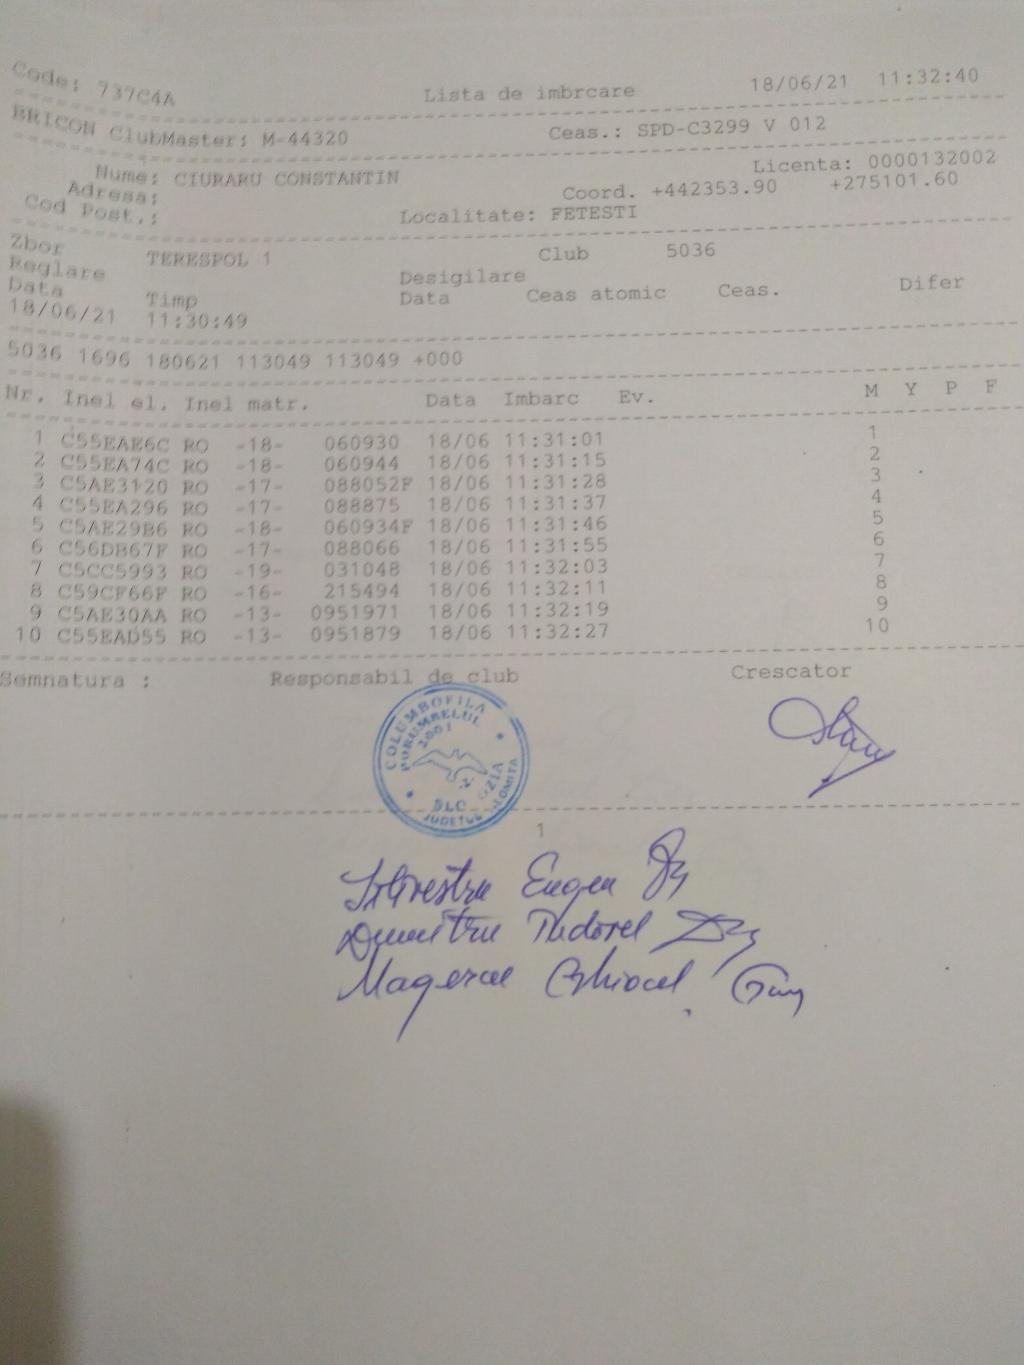 Code: 737C4A Lista de imbrcare 18/06/21 11:32:40
BRICON ClubMaster: M-44320 Ceas.: SPD-C3299 V 012
Nume: CIURARU CONSTANTIN Licenta: 0000132002
Adresa: Coord. +442353.90 +275101.60
Cod Post.: Localitate: FETESTI
Zbor TERESPOL 1 Club 5036
Reglare Desigilare
Data Timp Data Ceas atomic Ceas. Difer
18/06/21 11:30:49
5036 1696 180621 113049 113049 +000
Nr. Inel el. Inel matr. Data Imbarc Ev. M Y P F
1 C55EAE6C RO -18- 060930 18/06 11:31:01 1
2 C55EA74C RO -18- 060944 18/06 11:31:15 2
3 C5AE3120 RO -17- 088052F 18/06 11:31:28 3
4 C55EA296 RO -17- 088875 18/06 11:31:37 4
5 C5AE29B6 RO -18- 060934F 18/06 11:31:46 5
6 C56DB67F RO -17- 088066 18/06 11:31:55 6
7 C5CC5993 RO -19- 031048 18/06 11:32:03 7
8 C59CF66F RO -16- 215494 18/06 11:32:11 8
9 C5AE30AA RO -13- 0951971 18/06 11:32:19 9
10 C55EAD55 RO -13- 0951879 18/06 11:32:27 10
Semnatura : Responsabil de club Crescator
COLUMBOFILA
PORUMBELUL
2001
SLO
JUDETUL IALOMITA
1
Silivestru Eugen
Dumitru Tudorel
Magerue Ghiocel